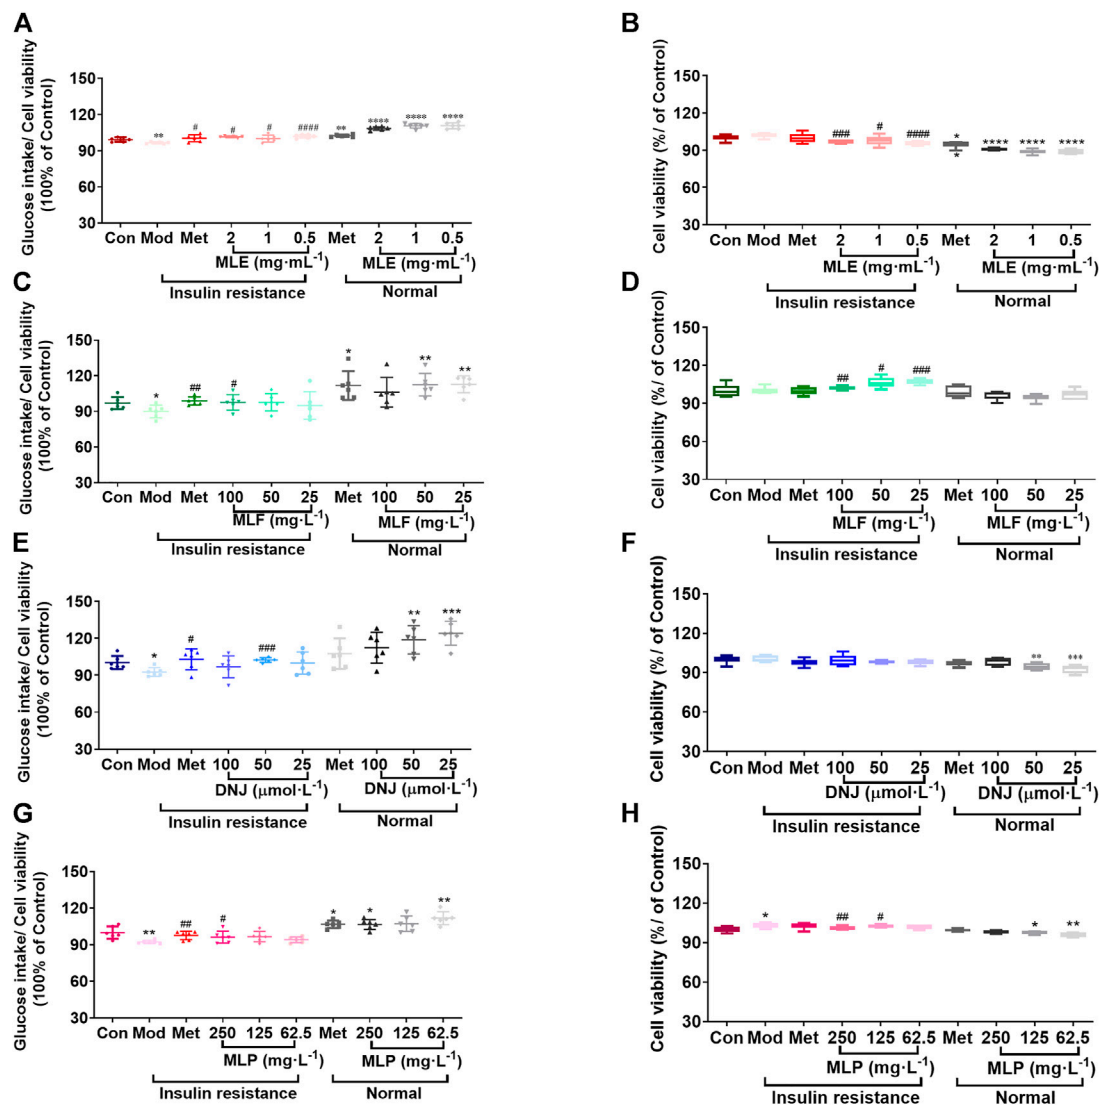 A
Glucose intake/ Cell viability
(100% of Control)
150
120
90
60
30
** # # # #### ** **** **** ****
Con Mod Met 2 1 0.5 Met 2 1 0.5
MLE (mg·mL⁻¹) MLE (mg·mL⁻¹)
Insulin resistance Normal
B
Cell viability (%/ of Control)
150
120
90
60
30
### # #### * * **** **** ****
Con Mod Met 2 1 0.5 Met 2 1 0.5
MLE (mg·mL⁻¹) MLE (mg·mL⁻¹)
Insulin resistance Normal
C
Glucose intake/ Cell viability
(100% of Control)
150
120
90
60
30
* ## # * ** **
Con Mod Met 100 50 25 Met 100 50 25
MLF (mg·L⁻¹) MLF (mg·L⁻¹)
Insulin resistance Normal
D
Cell viability (%/ of Control)
150
120
90
60
30
## # ###
Con Mod Met 100 50 25 Met 100 50 25
MLF (mg·L⁻¹) MLF (mg·L⁻¹)
Insulin resistance Normal
E
Glucose intake/ Cell viability
(100% of Control)
150
120
90
60
30
* # ### ** ***
Con Mod Met 100 50 25 Met 100 50 25
DNJ (μmol·L⁻¹) DNJ (μmol·L⁻¹)
Insulin resistance Normal
F
Cell viability (%/ of Control)
150
120
90
60
30
** ***
Con Mod Met 100 50 25 Met 100 50 25
DNJ (μmol·L⁻¹) DNJ (μmol·L⁻¹)
Insulin resistance Normal
G
Glucose intake/ Cell viability
(100% of Control)
150
120
90
60
30
** ## # * * **
Con Mod Met 250 125 62.5 Met 250 125 62.5
MLP (mg·L⁻¹) MLP (mg·L⁻¹)
Insulin resistance Normal
H
Cell viability (%/ of Control)
150
120
90
60
30
* ## # * **
Con Mod Met 250 125 62.5 Met 250 125 62.5
MLP (mg·L⁻¹) MLP (mg·L⁻¹)
Insulin resistance Normal